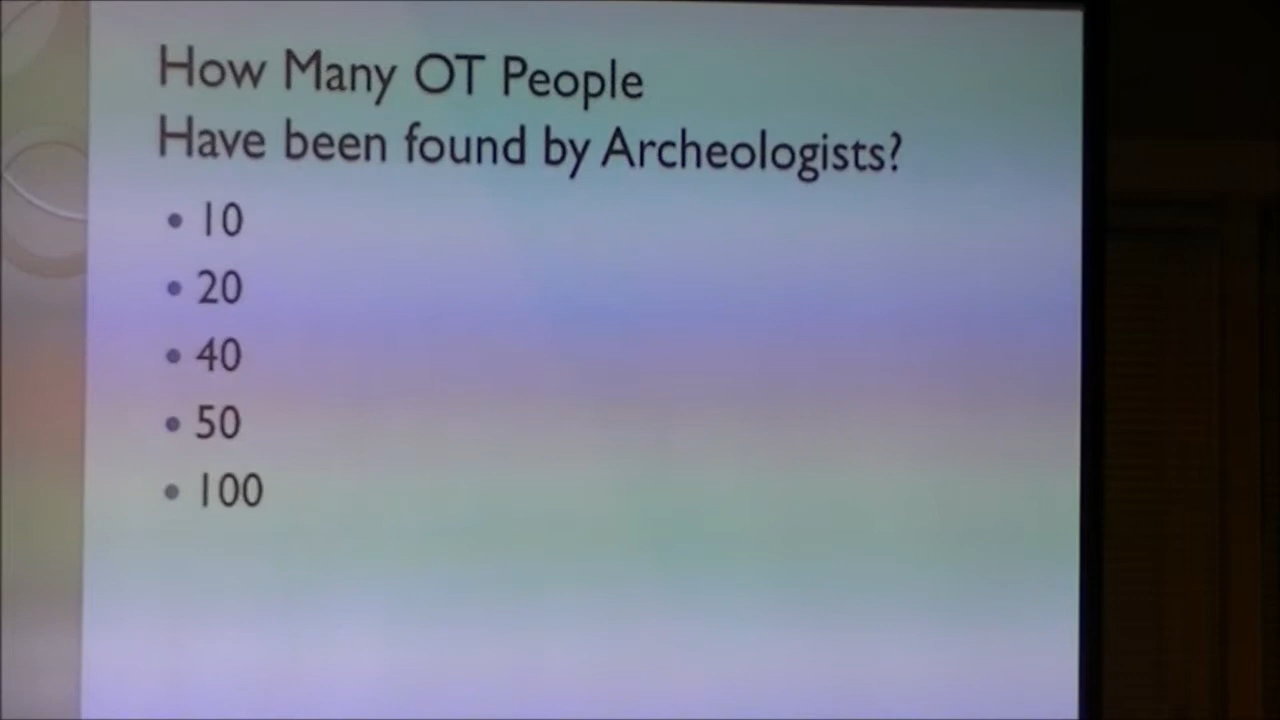 How Many OT People
Have been found by Archeologists?
• 10
• 20
• 40
• 50
• 100